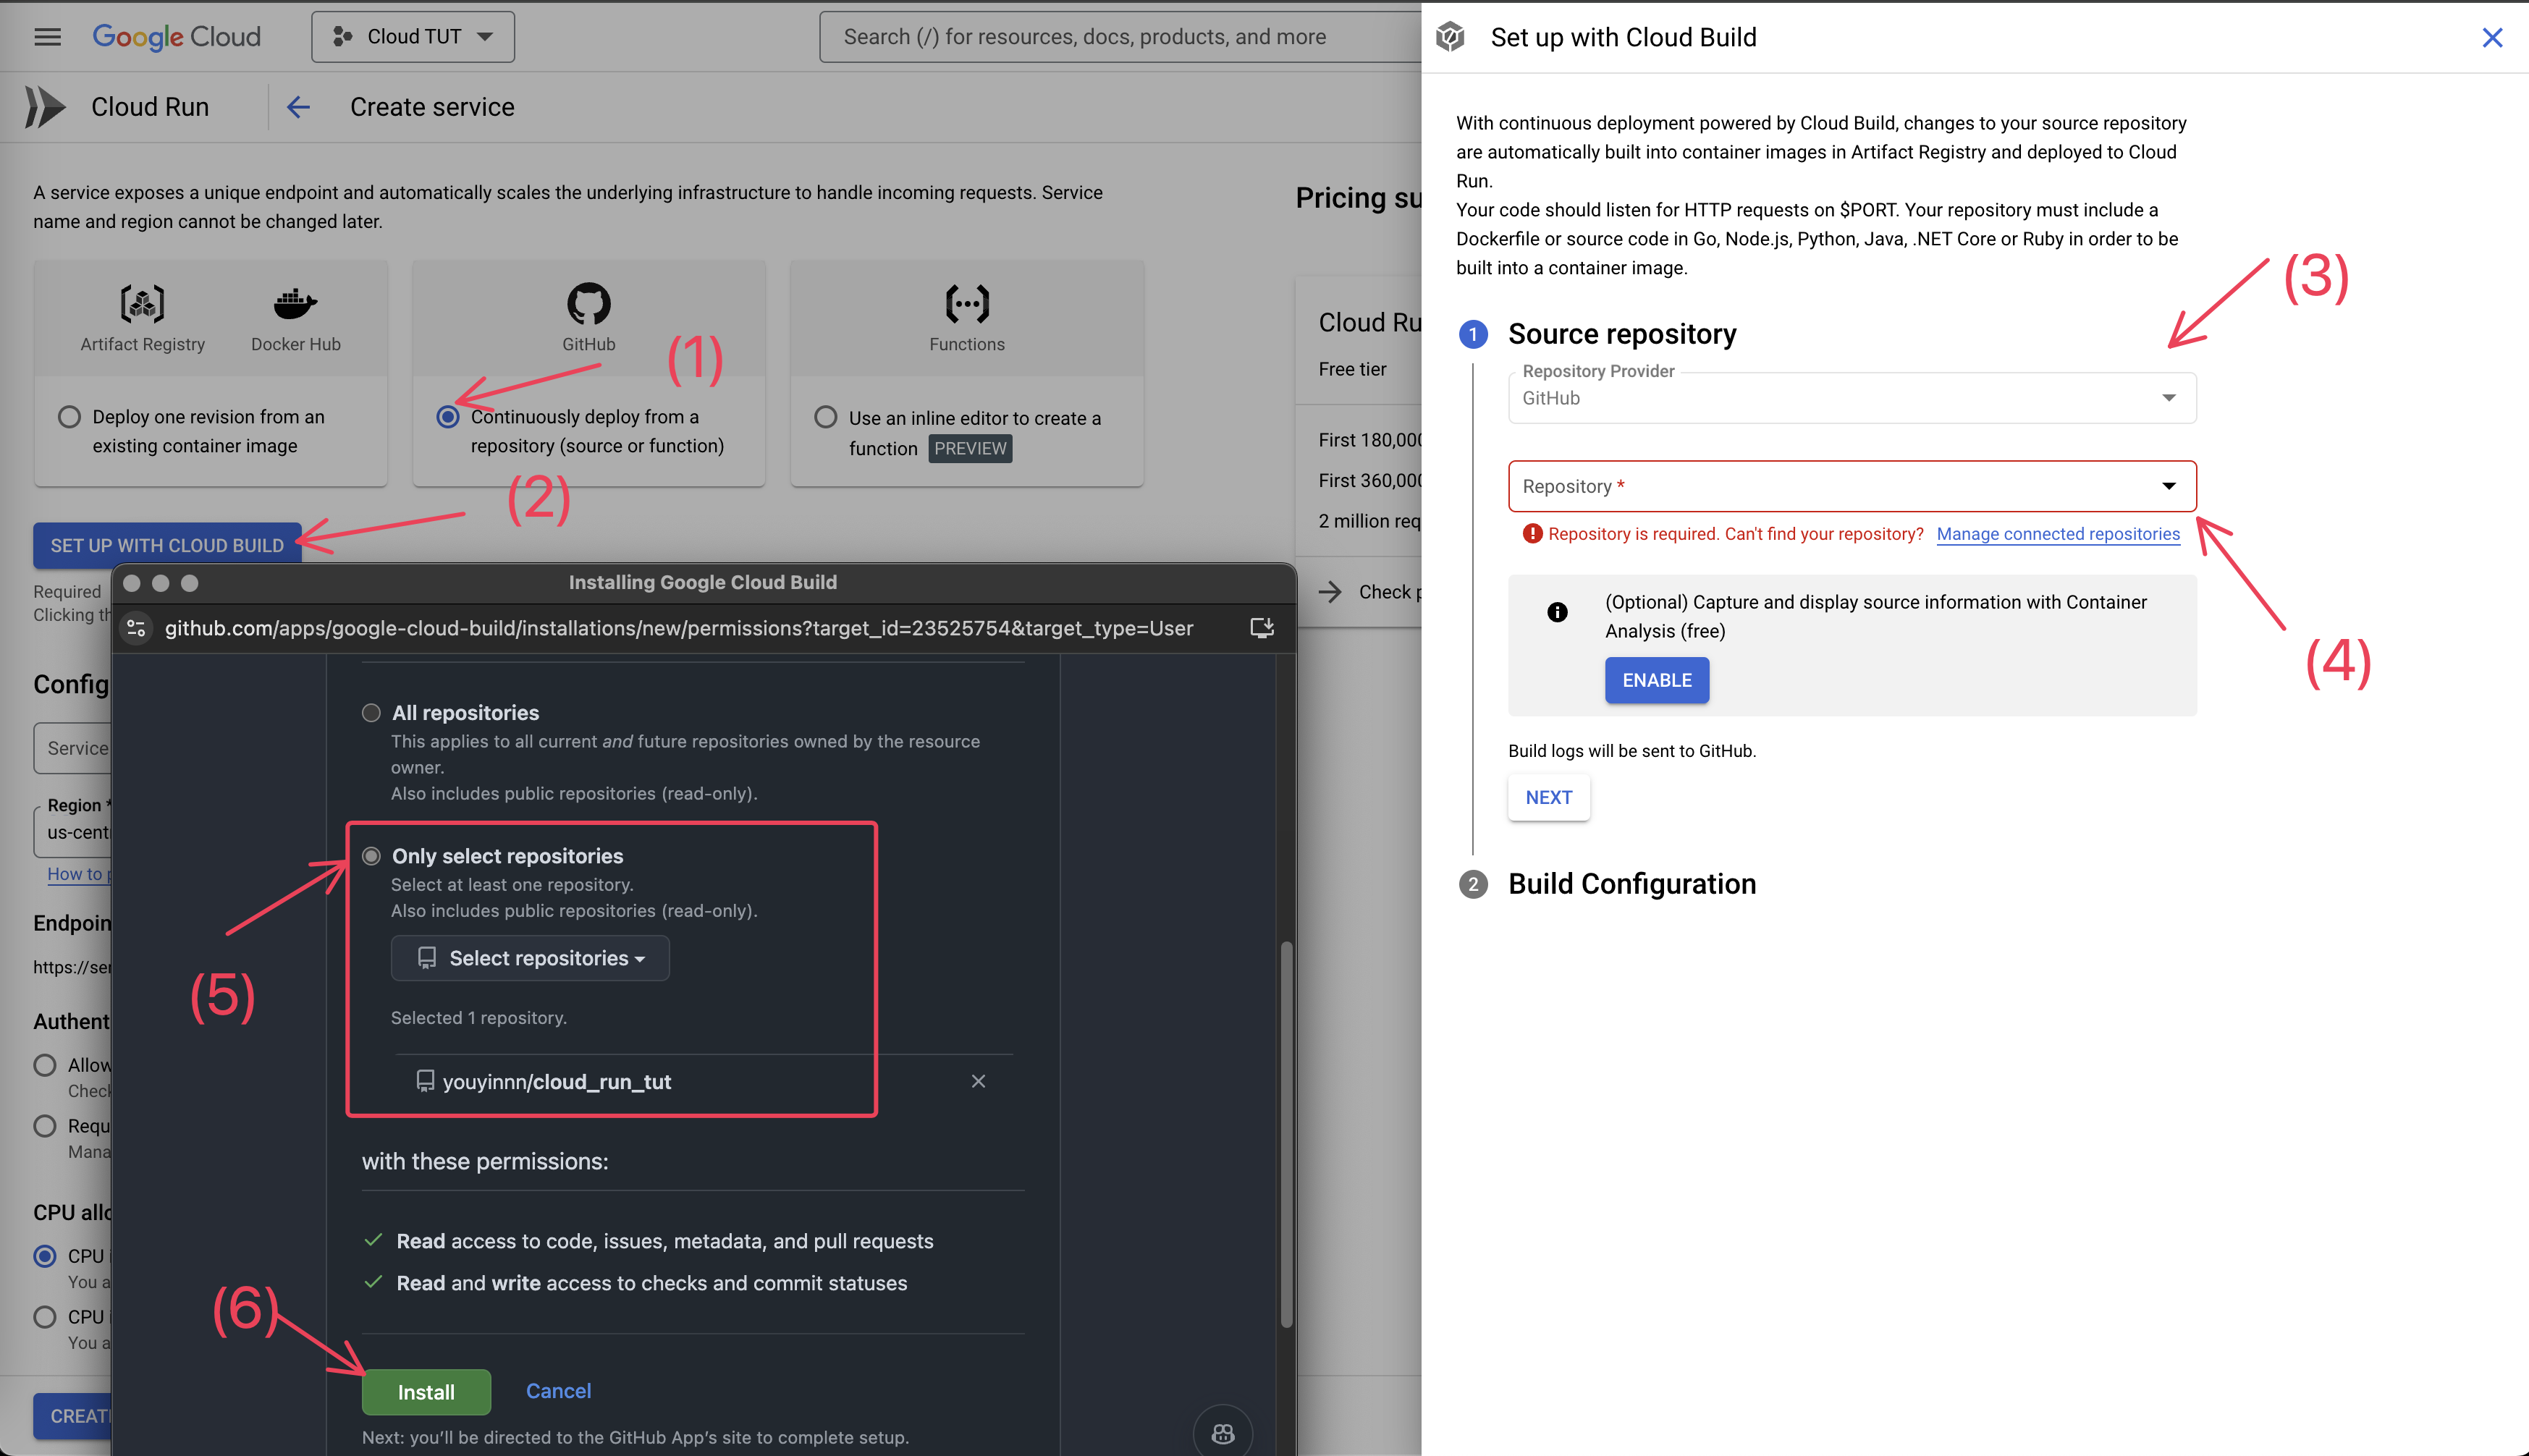 Google Cloud
Cloud TUT
Search (/) for resources, docs, products, and more
Cloud Run
Create service
A service exposes a unique endpoint and automatically scales the underlying infrastructure to handle incoming requests. Service
name and region cannot be changed later.
Artifact Registry
Docker Hub
GitHub
Functions
(1)
Deploy one revision from an
existing container image
Continuously deploy from a
repository (source or function)
Use an inline editor to create a
function PREVIEW
(2)
SET UP WITH CLOUD BUILD
Required
Clicking th
Config
Service
Region *
us-cent
How to p
Endpoin
https://ser
Authent
Allow
Check
Requ
Mana
CPU allo
CPU i
You a
CPU i
You a
CREAT
Pricing su
Cloud Ru
Free tier
First 180,000
First 360,000
2 million req
Check p
Installing Google Cloud Build
github.com/apps/google-cloud-build/installations/new/permissions?target_id=23525754&target_type=User
All repositories
This applies to all current and future repositories owned by the resource
owner.
Also includes public repositories (read-only).
(5)
Only select repositories
Select at least one repository.
Also includes public repositories (read-only).
Select repositories
Selected 1 repository.
youyinnn/cloud_run_tut
with these permissions:
Read access to code, issues, metadata, and pull requests
Read and write access to checks and commit statuses
(6)
Install
Cancel
Next: you'll be directed to the GitHub App's site to complete setup.
Set up with Cloud Build
With continuous deployment powered by Cloud Build, changes to your source repository
are automatically built into container images in Artifact Registry and deployed to Cloud
Run.
Your code should listen for HTTP requests on $PORT. Your repository must include a
Dockerfile or source code in Go, Node.js, Python, Java, .NET Core or Ruby in order to be
built into a container image.
(3)
1 Source repository
Repository Provider
GitHub
Repository *
Repository is required. Can't find your repository? Manage connected repositories
(4)
(Optional) Capture and display source information with Container
Analysis (free)
ENABLE
Build logs will be sent to GitHub.
NEXT
2 Build Configuration